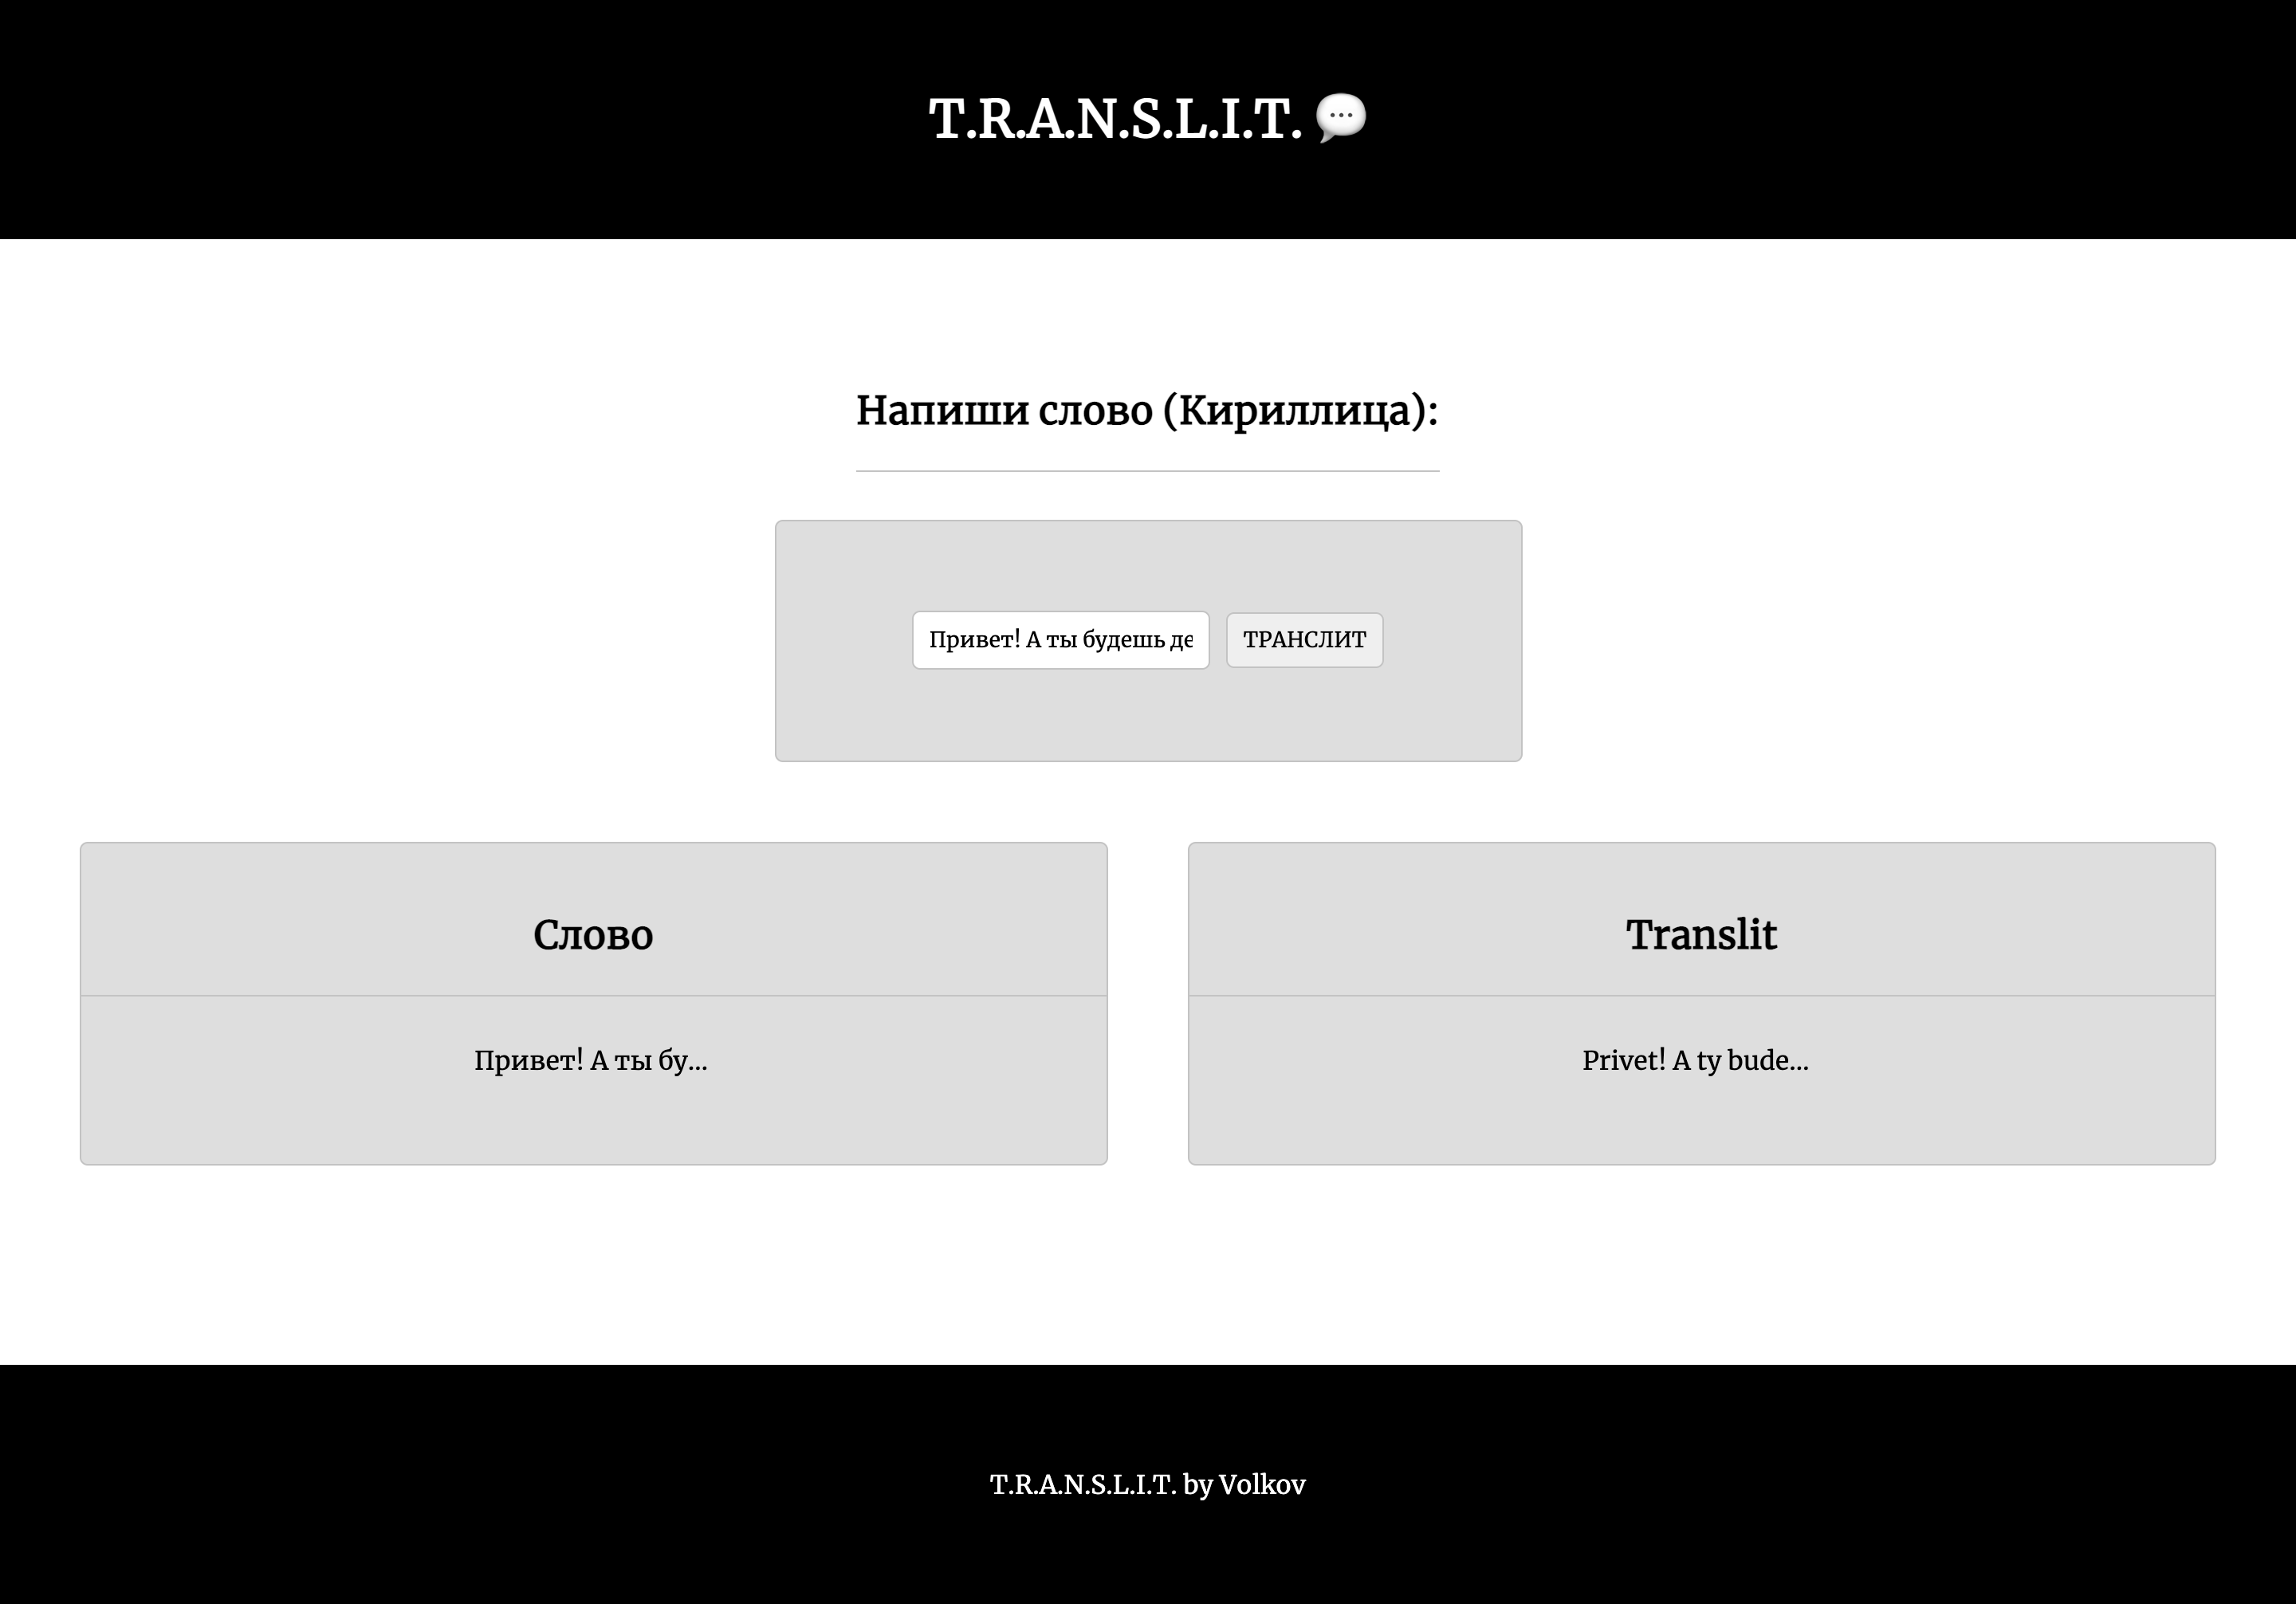 T.R.A.N.S.L.I.T. 💬
Напиши слово (Кириллица):
Привет! А ты будешь де
ТРАНСЛИТ
Слово
Translit
Привет! А ты бу...
Privet! A ty bude...
T.R.A.N.S.L.I.T. by Volkov